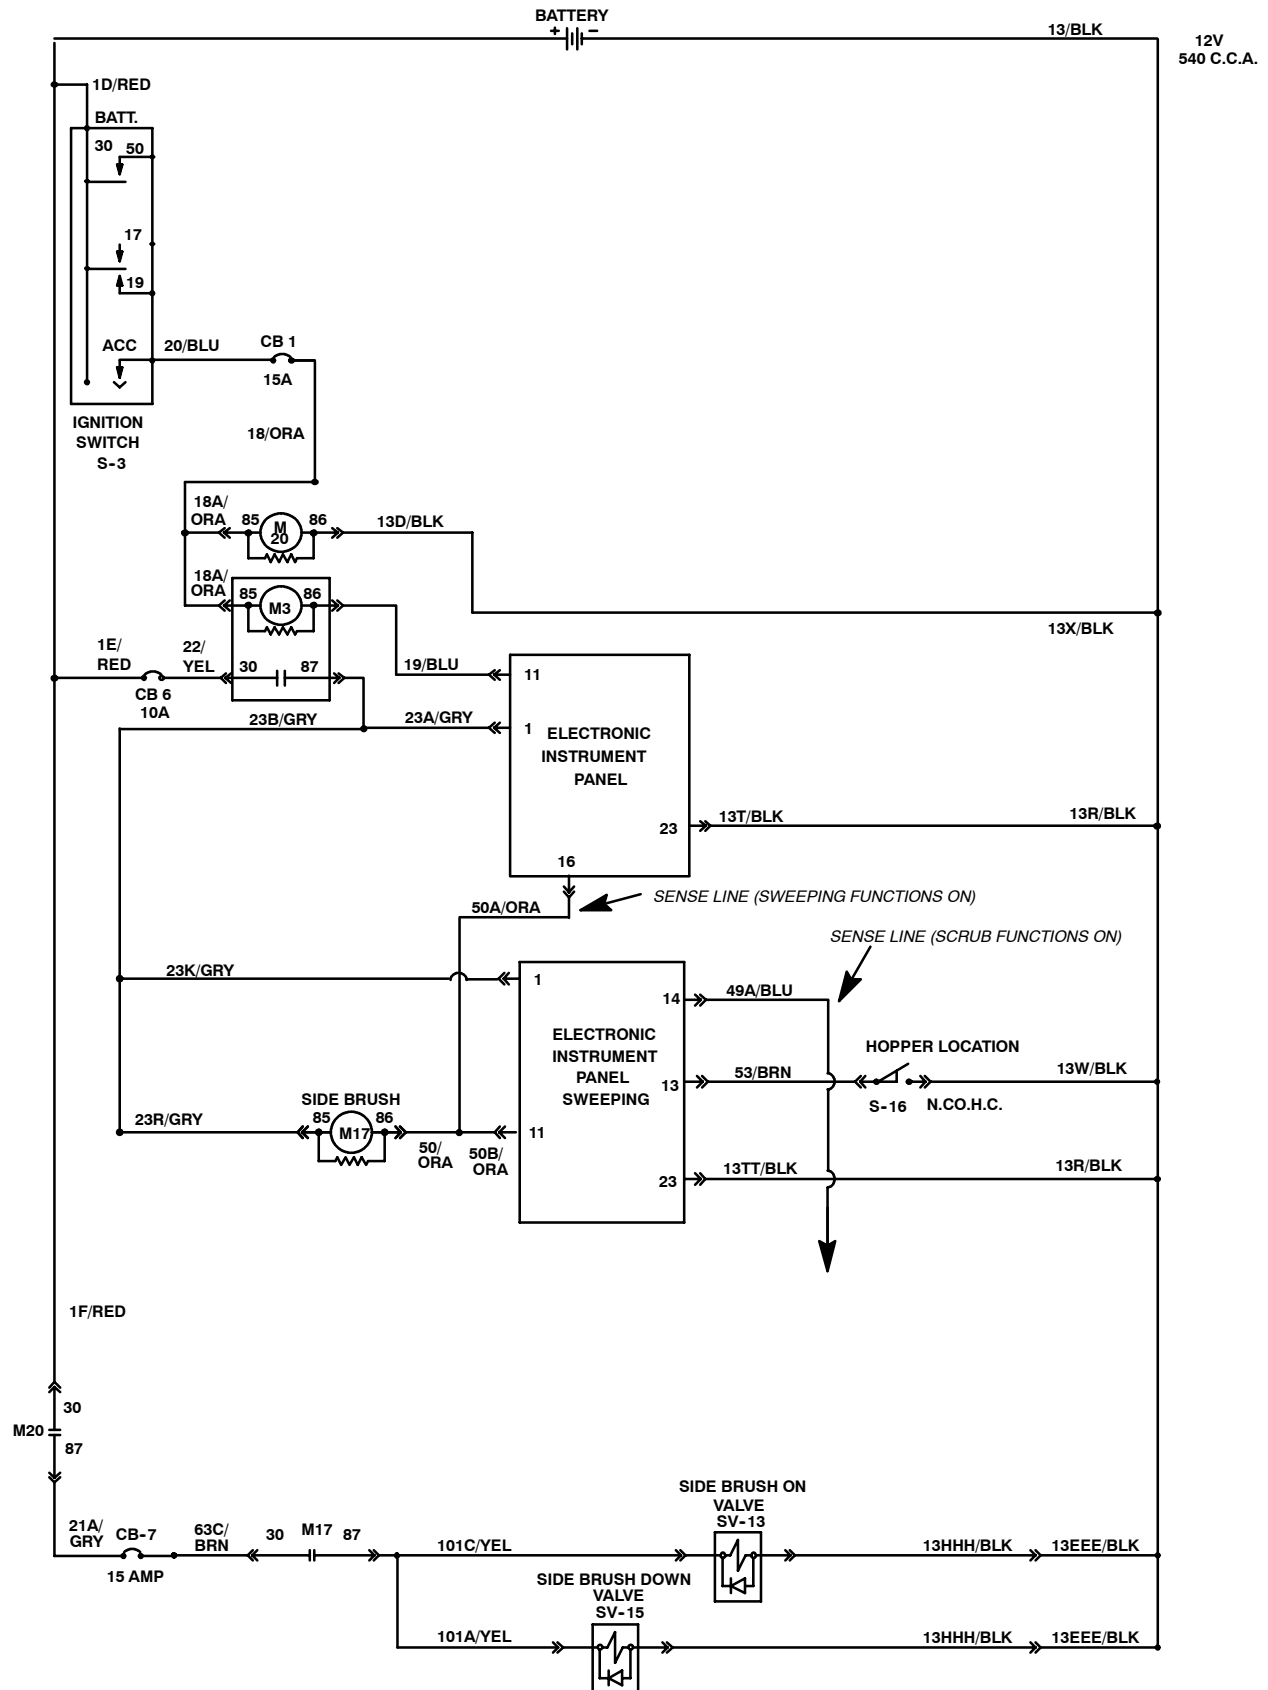 BATTERY
+ −
13/BLK
12V
540 C.C.A.
1D/RED
BATT.
30 50
17
19
ACC
20/BLU
CB 1
15A
IGNITION
SWITCH
S-3
18/ORA
18A/
ORA
85
M
20
86
13D/BLK
18A/
ORA
85
M3
86
13X/BLK
1E/
RED
22/
YEL
30
87
19/BLU
11
CB 6
10A
23B/GRY
23A/GRY
1
ELECTRONIC
INSTRUMENT
PANEL
23
13T/BLK
13R/BLK
16
SENSE LINE (SWEEPING FUNCTIONS ON)
50A/ORA
SENSE LINE (SCRUB FUNCTIONS ON)
23K/GRY
1
14
49A/BLU
ELECTRONIC
INSTRUMENT
PANEL
SWEEPING
HOPPER LOCATION
13
53/BRN
13W/BLK
S-16
N.CO.H.C.
SIDE BRUSH
23R/GRY
85
M17
86
50/
ORA
50B/
ORA
11
23
13TT/BLK
13R/BLK
1F/RED
30
M20
87
SIDE BRUSH ON
VALVE
SV-13
21A/
GRY
CB-7
15 AMP
63C/
BRN
30
M17
87
101C/YEL
13HHH/BLK
13EEE/BLK
SIDE BRUSH DOWN
VALVE
SV-15
101A/YEL
13HHH/BLK
13EEE/BLK